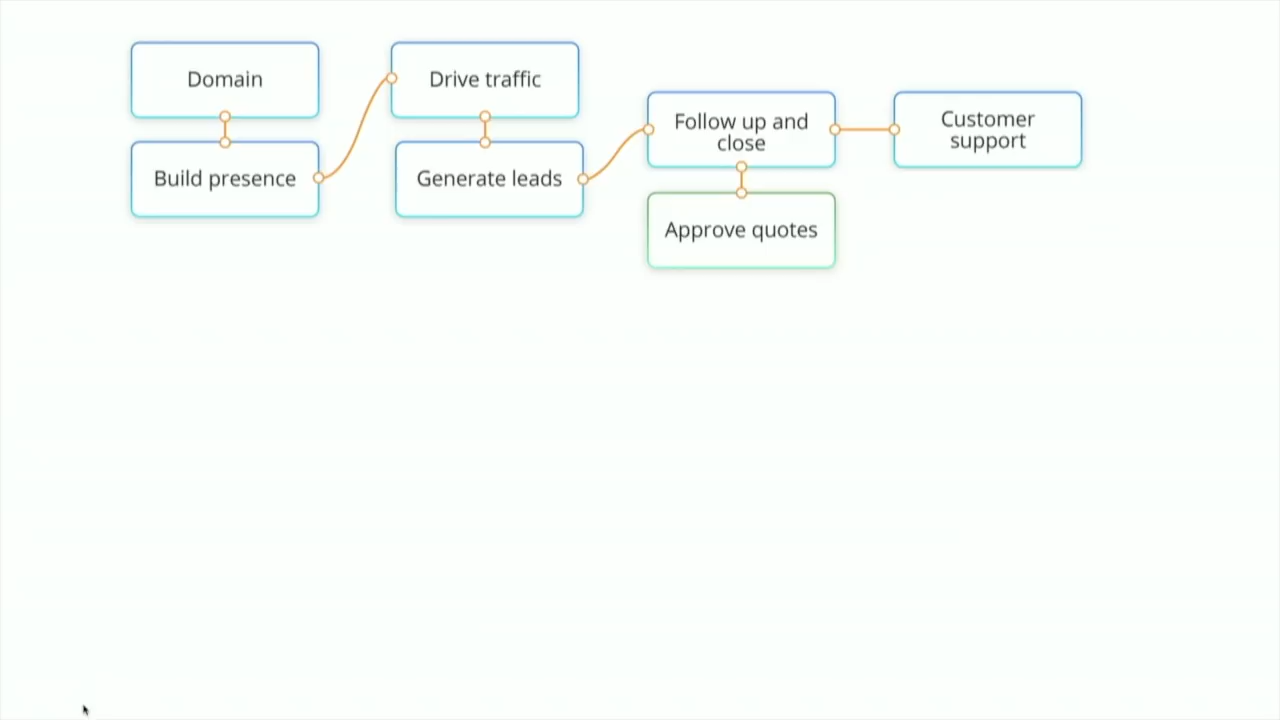 Domain
Build presence
Drive traffic
Generate leads
Follow up and
close
Approve quotes
Customer
support